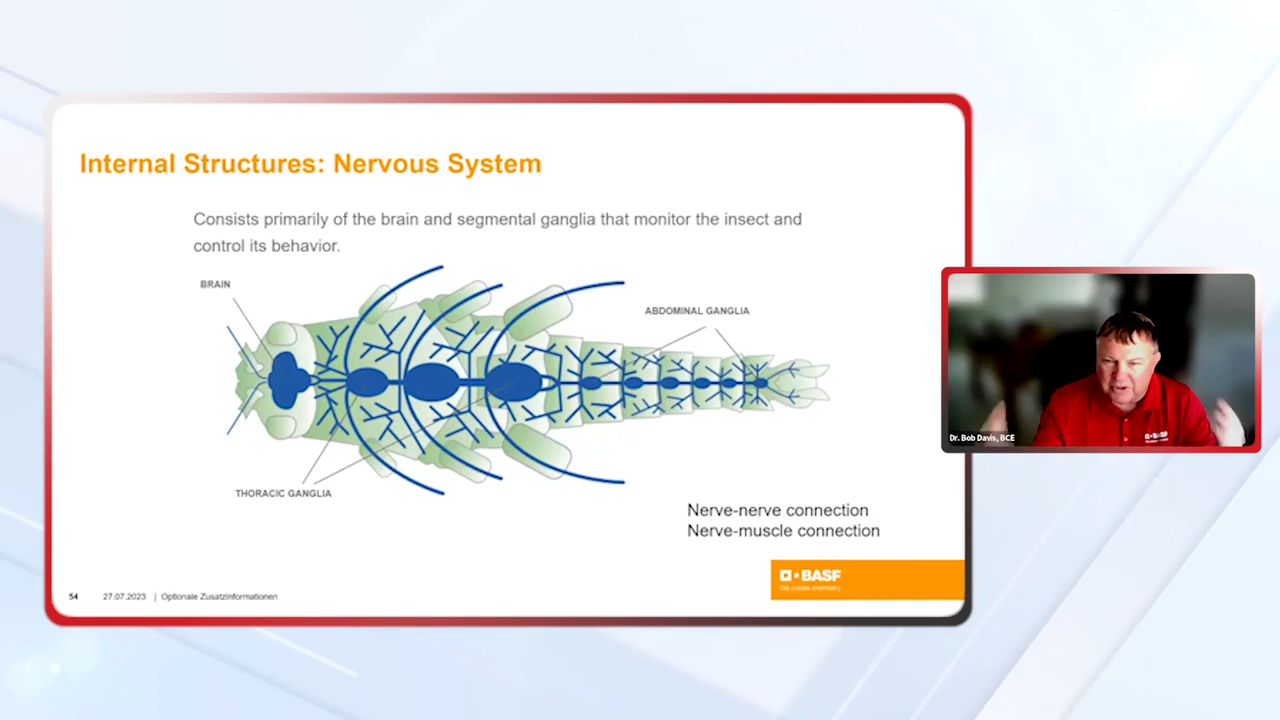 Internal Structures: Nervous System
Consists primarily of the brain and segmental ganglia that monitor the insect and
control its behavior.
BRAIN
ABDOMINAL GANGLIA
THORACIC GANGLIA
Nerve-nerve connection
Nerve-muscle connection
BASF
We create chemistry
54 27.07.2023 | Optionale Zusatzinformationen
Dr. Bob Davis, BCE
BASF